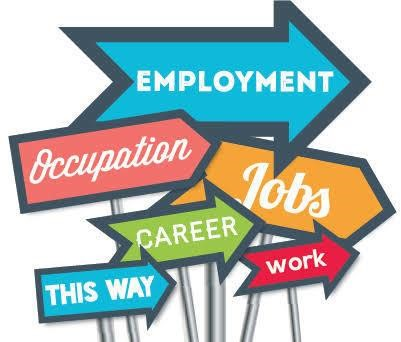 EMPLOYMENT
Occupation
Jobs
CAREER
work
THIS WAY